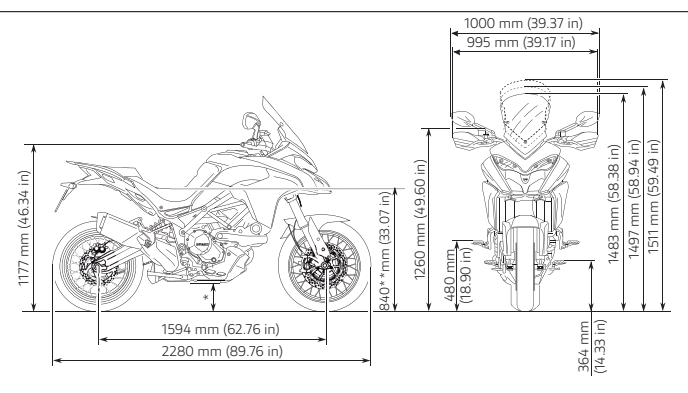 1000 mm (39.37 in)
995 mm (39.17 in)
1177 mm (46.34 in)
*
840**mm (33.07 in)
1260 mm (49.60 in)
480 mm
(18.90 in)
1483 mm (58.38 in)
1497 mm (58.94 in)
1511 mm (59.49 in)
364 mm
(14.33 in)
1594 mm (62.76 in)
2280 mm (89.76 in)